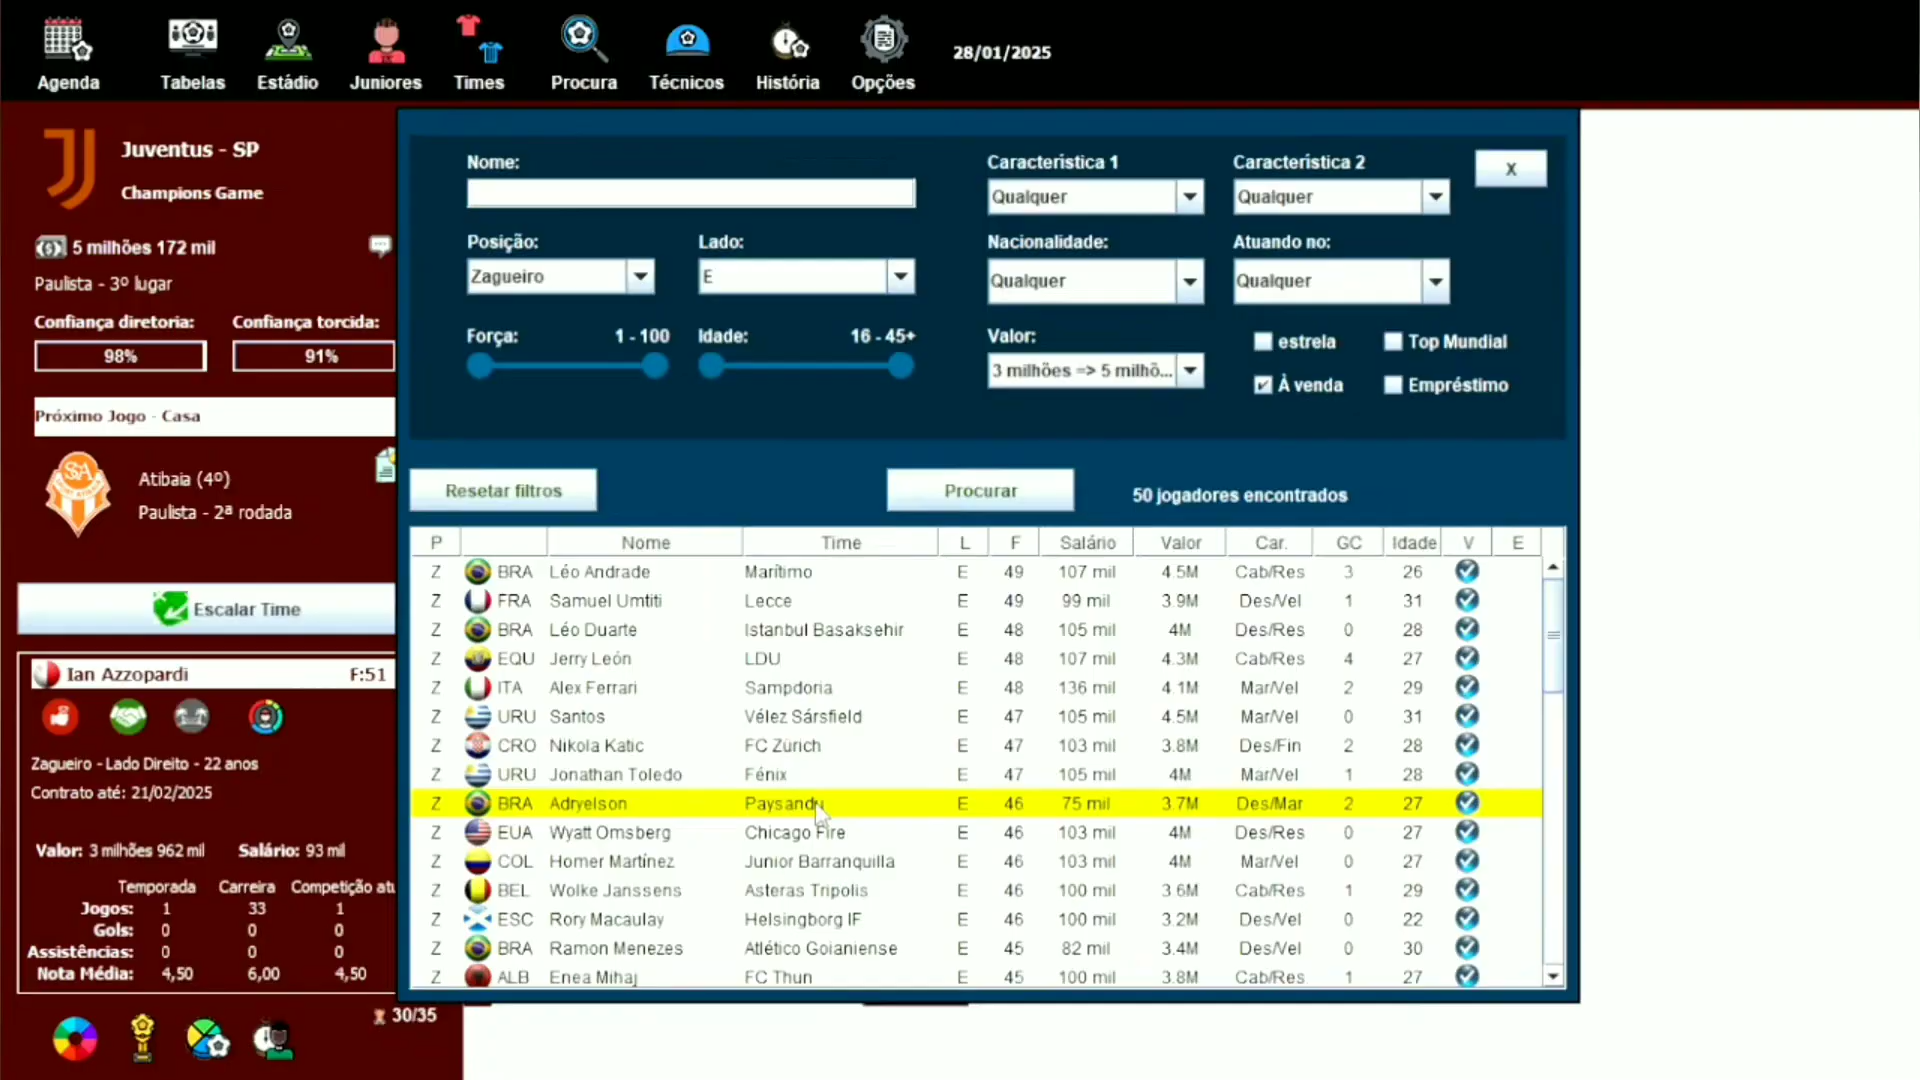 Agenda Tabelas Estádio Juniores Times Procura Técnicos História Opções 28/01/2025
Juventus - SP
Champions Game
5 milhões 172 mil
Paulista - 3º lugar
Confiança diretoria: Confiança torcida:
98% 91%
Próximo Jogo - Casa
Atibaia (4º)
Paulista - 2ª rodada
Escalar Time
Ian Azzopardi F:51
Zagueiro - Lado Direito - 22 anos
Contrato até: 21/02/2025
Valor: 3 milhões 962 mil Salário: 93 mil
Temporada Carreira Competição atu
Jogos: 1 33 1
Gols: 0 0 0
Assistências: 0 0 0
Nota Média: 4,50 6,00 4,50
30/35
Nome: Característica 1 Característica 2 X
Qualquer Qualquer
Posição: Lado: Nacionalidade: Atuando no:
Zagueiro E Qualquer Qualquer
Força: 1 - 100 Idade: 16 - 45+ Valor: estrela Top Mundial
3 milhões => 5 milhõ... À venda Empréstimo
Resetar filtros Procurar 50 jogadores encontrados
P Nome Time L F Salário Valor Car. GC Idade V E
Z BRA Léo Andrade Marítimo E 49 107 mil 4.5M Cab/Res 3 26
Z FRA Samuel Umtiti Lecce E 49 99 mil 3.9M Des/Vel 1 31
Z BRA Léo Duarte Istanbul Basaksehir E 48 105 mil 4M Des/Res 0 28
Z EQU Jerry León LDU E 48 107 mil 4.3M Cab/Res 4 27
Z ITA Alex Ferrari Sampdoria E 48 136 mil 4.1M Mar/Vel 2 29
Z URU Santos Vélez Sársfield E 47 105 mil 4.5M Mar/Vel 0 31
Z CRO Nikola Katic FC Zürich E 47 103 mil 3.8M Des/Fin 2 28
Z URU Jonathan Toledo Fénix E 47 105 mil 4M Mar/Vel 1 28
Z BRA Adryelson Paysandu E 46 75 mil 3.7M Des/Mar 2 27
Z EUA Wyatt Omsberg Chicago Fire E 46 103 mil 4M Des/Res 0 27
Z COL Homer Martínez Junior Barranquilla E 46 103 mil 4M Mar/Vel 0 27
Z BEL Wolke Janssens Asteras Tripolis E 46 100 mil 3.6M Cab/Res 1 29
Z ESC Rory Macaulay Helsingborg IF E 46 100 mil 3.2M Des/Vel 0 22
Z BRA Ramon Menezes Atlético Goianiense E 45 82 mil 3.4M Des/Vel 0 30
Z ALB Enea Mihaj FC Thun E 45 100 mil 3.8M Cab/Res 1 27